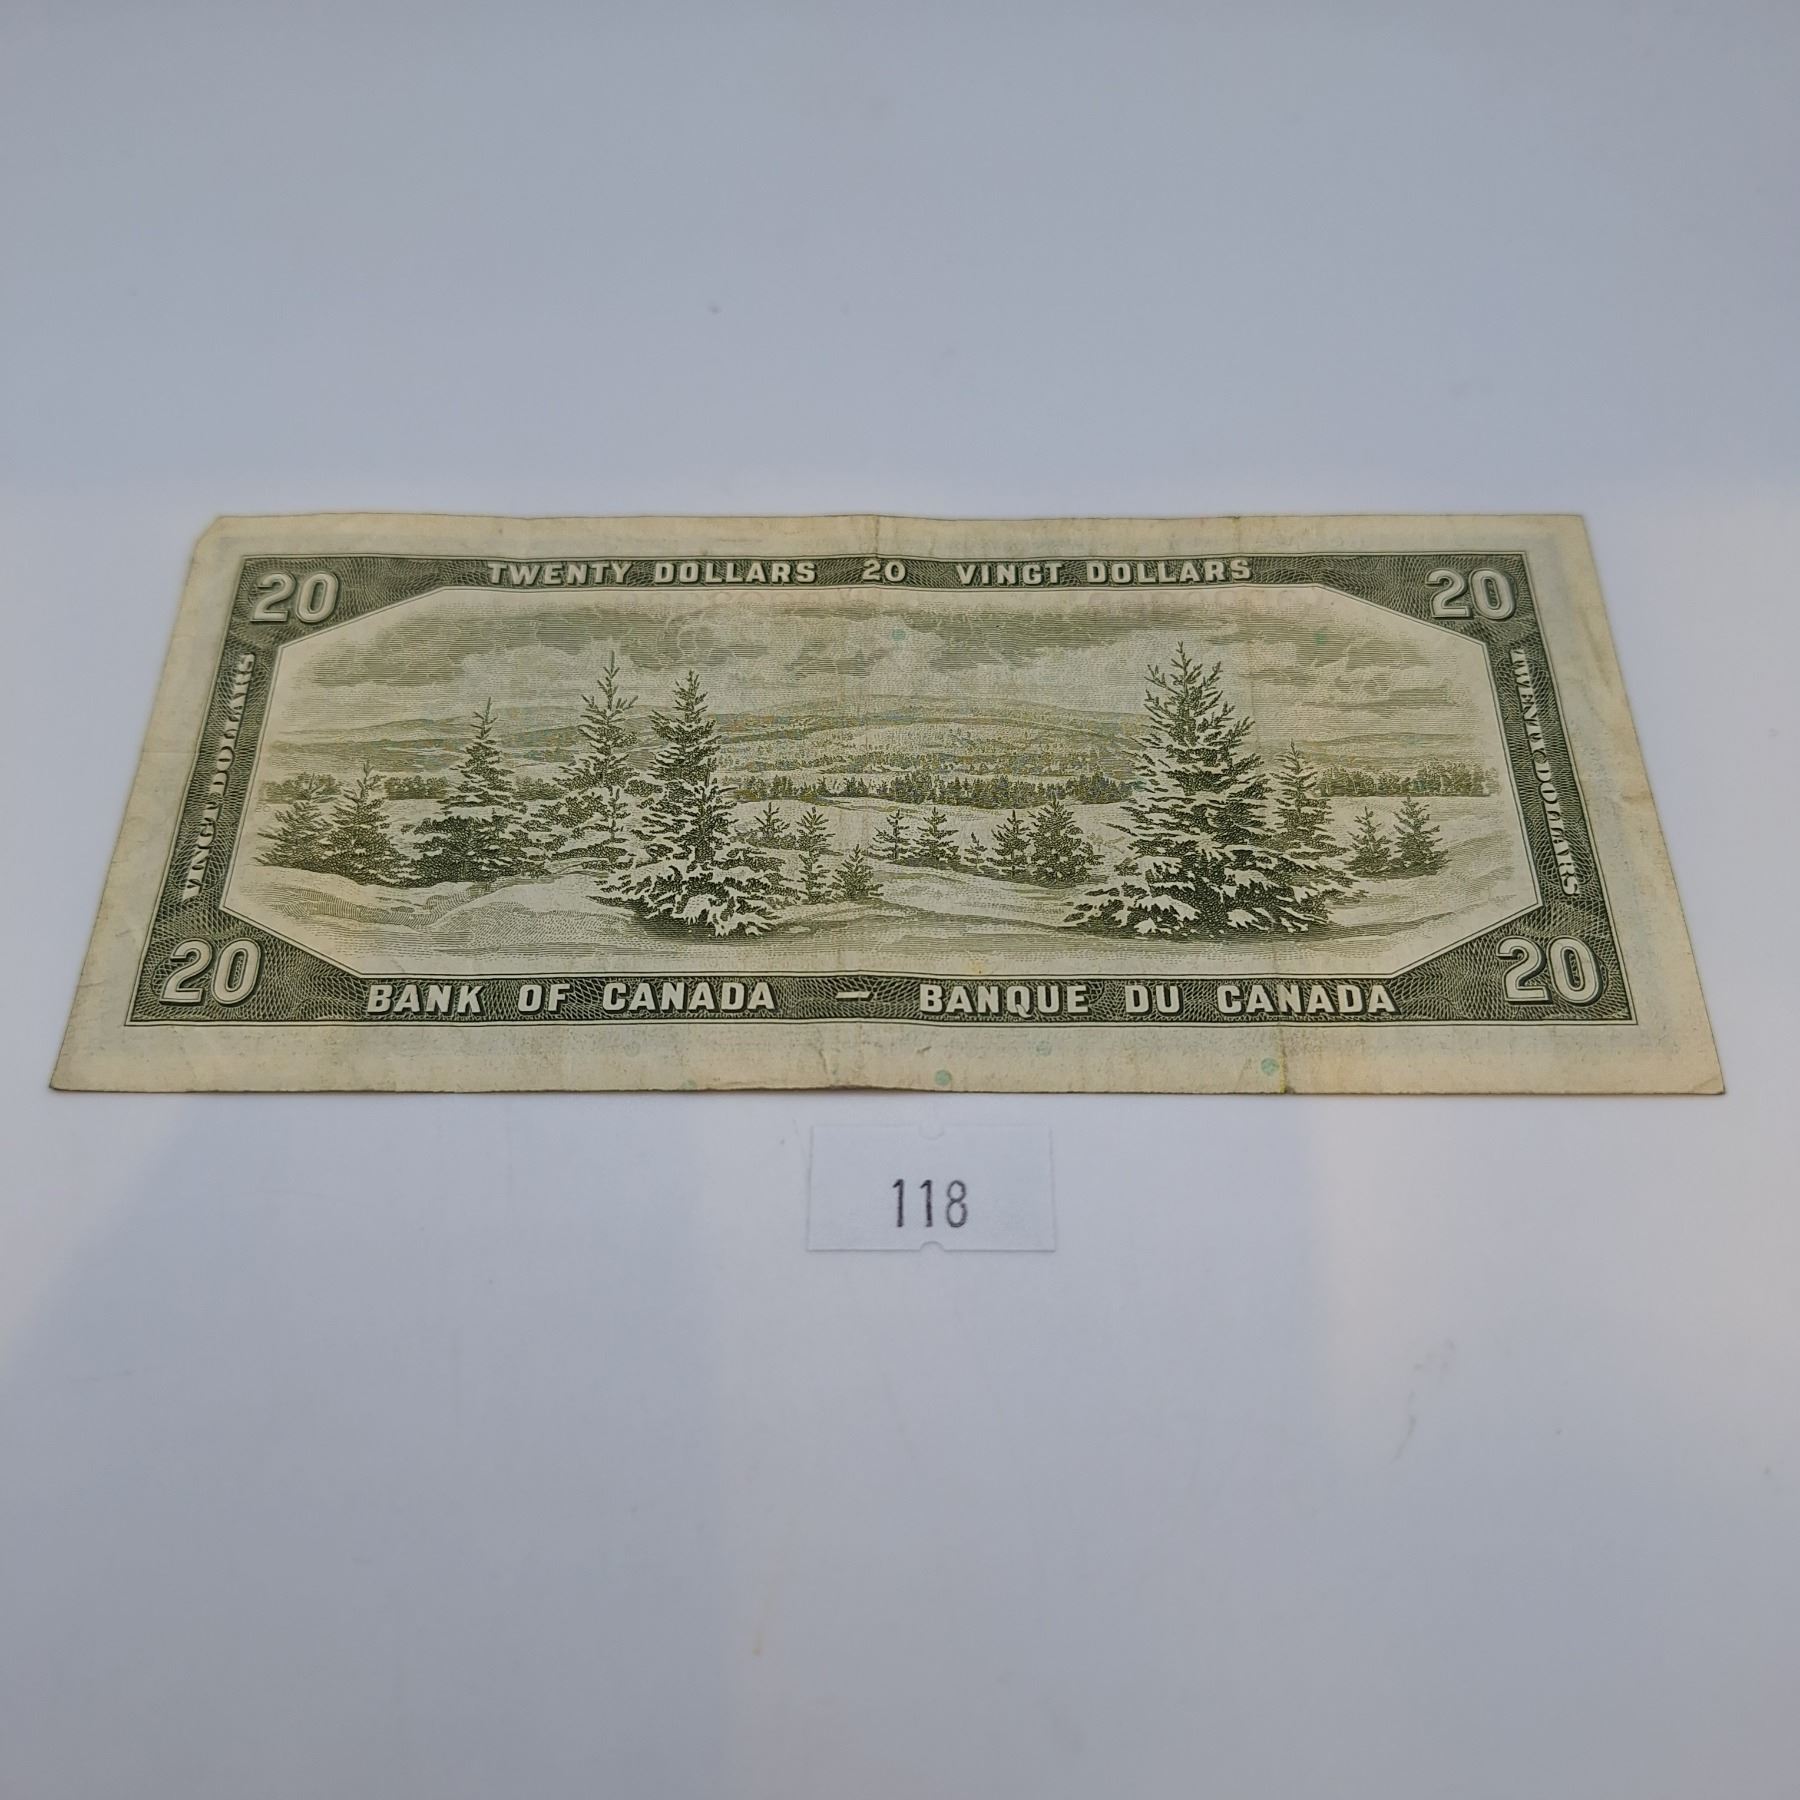 TWENTY DOLLARS 20 VINGT DOLLARS
20
20
VINGT DOLLARS
TWENTY DOLLARS
20
20
BANK OF CANADA — BANQUE DU CANADA
118